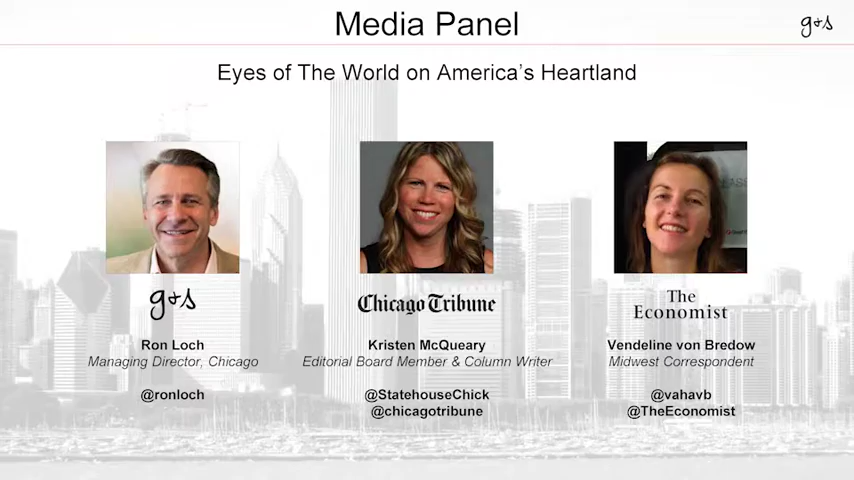 Media Panel
g+s
Eyes of The World on America's Heartland
g+s
Ron Loch
Managing Director, Chicago
@ronloch
Chicago Tribune
Kristen McQueary
Editorial Board Member & Column Writer
@StatehouseChick
@chicagotribune
The
Economist
Vendeline von Bredow
Midwest Correspondent
@vahavb
@TheEconomist